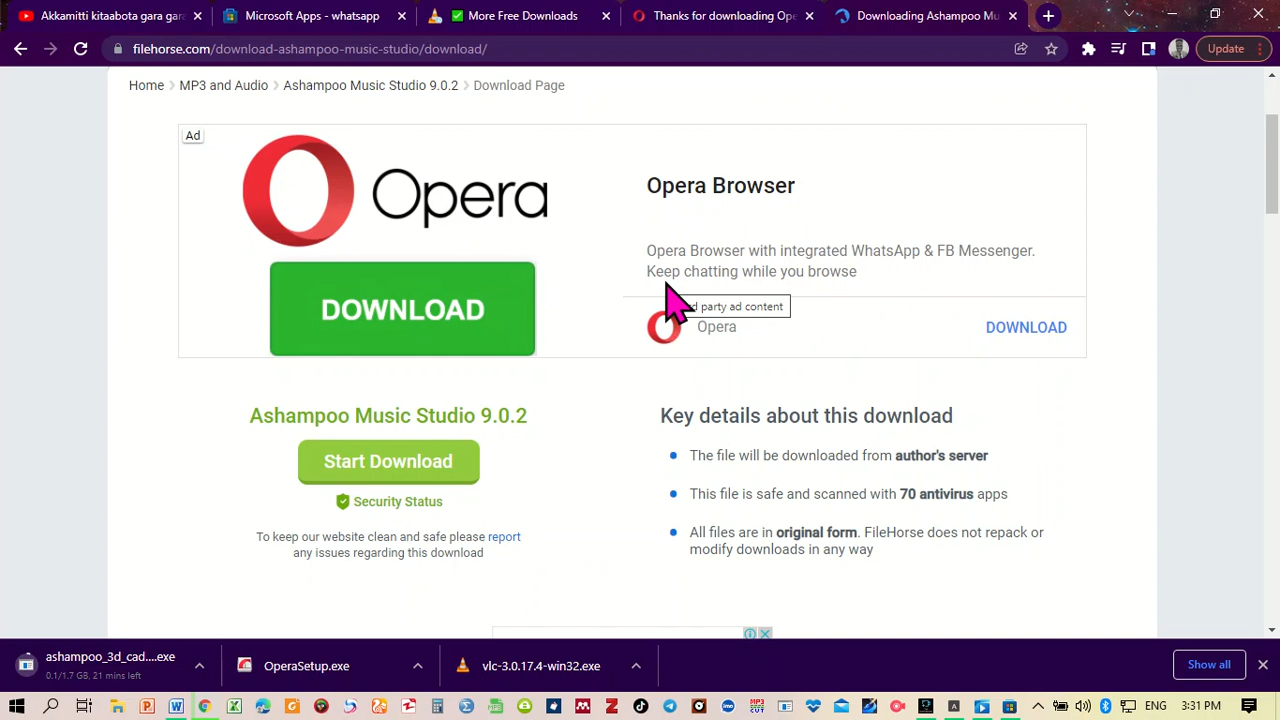 Akkamiti kitaabota gara gara
Microsoft Apps - whatsapp
More Free Downloads
Thanks for downloading Ope
Downloading Ashampoo Mu
filehorse.com/download-ashampoo-music-studio/download/
Update
Home > MP3 and Audio > Ashampoo Music Studio 9.0.2 > Download Page
Ad
Opera
DOWNLOAD
Opera Browser
Opera Browser with integrated WhatsApp & FB Messenger.
Keep chatting while you browse
party ad content
Opera
DOWNLOAD
Ashampoo Music Studio 9.0.2
Start Download
Security Status
To keep our website clean and safe please report
any issues regarding this download
Key details about this download
The file will be downloaded from author's server
This file is safe and scanned with 70 antivirus apps
All files are in original form. FileHorse does not repack or
modify downloads in any way
ashampoo_3d_cad....exe
0.1/1.7 GB, 21 mins left
OperaSetup.exe
vlc-3.0.17.4-win32.exe
Show all
ENG
3:31 PM